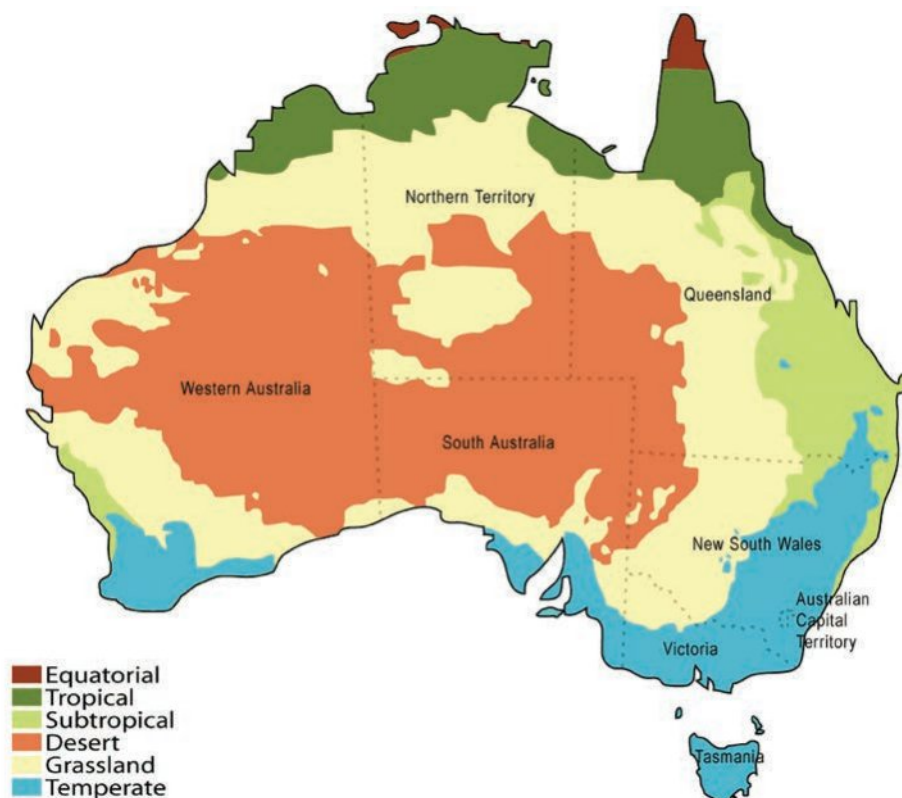 Northern Territory
Queensland
Western Australia
South Australia
New South Wales
Australian
Capital
Territory
Victoria
Tasmania
Equatorial
Tropical
Subtropical
Desert
Grassland
Temperate